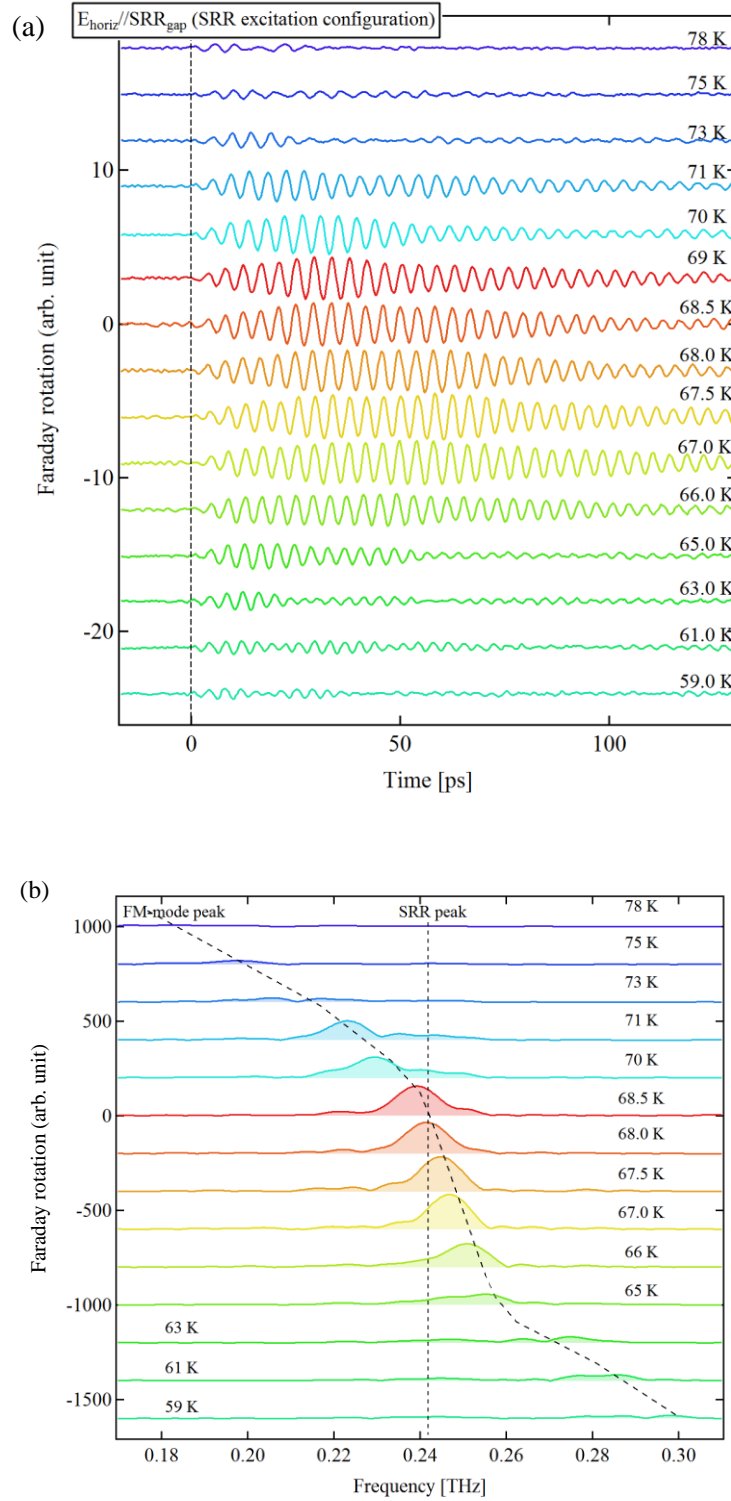 (a)
E_horiz//SRR_gap (SRR excitation configuration)
78 K
75 K
73 K
71 K
70 K
69 K
68.5 K
68.0 K
67.5 K
67.0 K
66.0 K
65.0 K
63.0 K
61.0 K
59.0 K
10
0
-10
-20
Faraday rotation (arb. unit)
0
50
100
Time [ps]
(b)
FM-mode peak
SRR peak
78 K
75 K
73 K
71 K
70 K
68.5 K
68.0 K
67.5 K
67.0 K
66 K
65 K
63 K
61 K
59 K
1000
500
0
-500
-1000
-1500
Faraday rotation (arb. unit)
0.18
0.20
0.22
0.24
0.26
0.28
0.30
Frequency [THz]